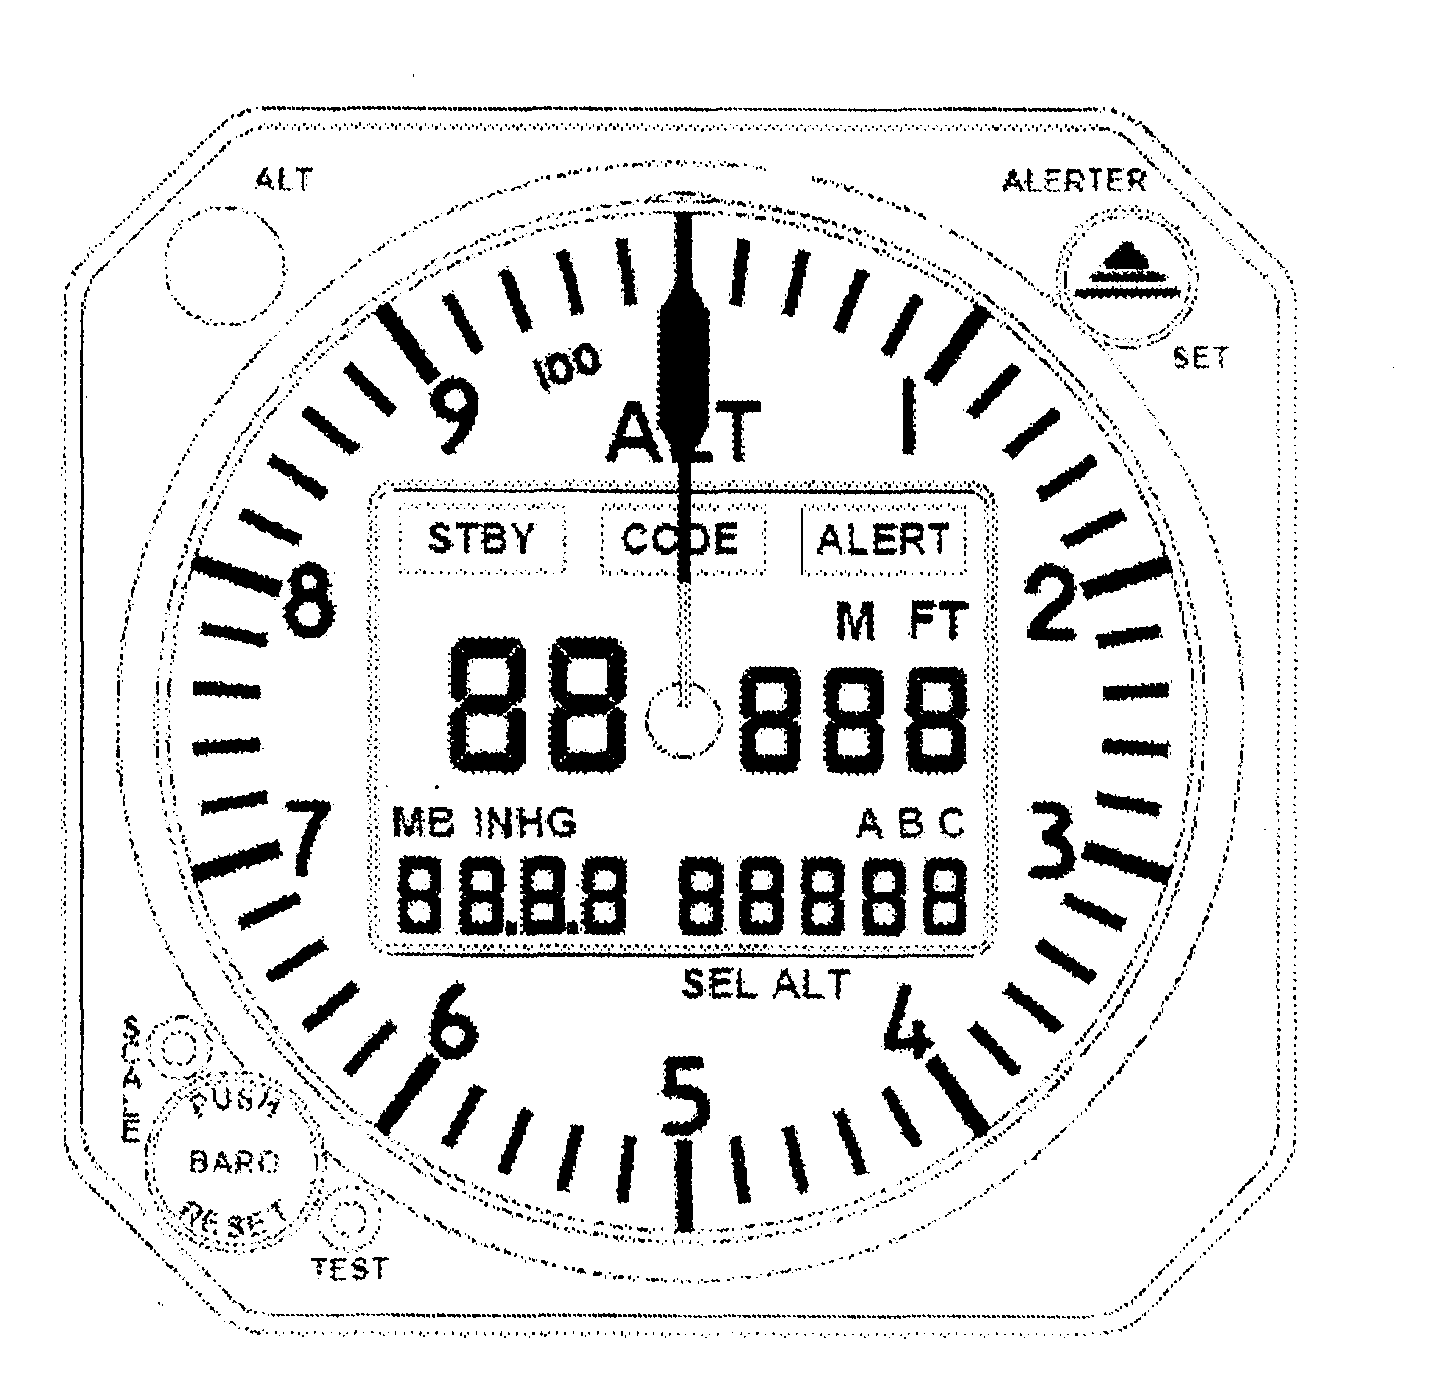 ALT
ALERTER
SET
100
ALT
9
1
STBY CODE ALERT
8
2
M FT
88 888
7
3
MB INHG A B C
88.8.8 88888
SEL ALT
6
4
5
SCALE
PUSH
BARO
RESET
TEST